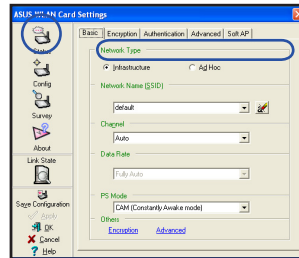 ASUS WLAN Card Settings
Status
Config
Survey
About
Link State
Save Configuration
Apply
OK
Cancel
Help
Basic Encryption Authentication Advanced Soft AP
Network Type
Infrastructure Ad Hoc
Network Name (SSID)
default
Channel
Auto
Data Rate
Fully Auto
PS Mode
CAM (Constantly Awake mode)
Others
Encryption Advanced